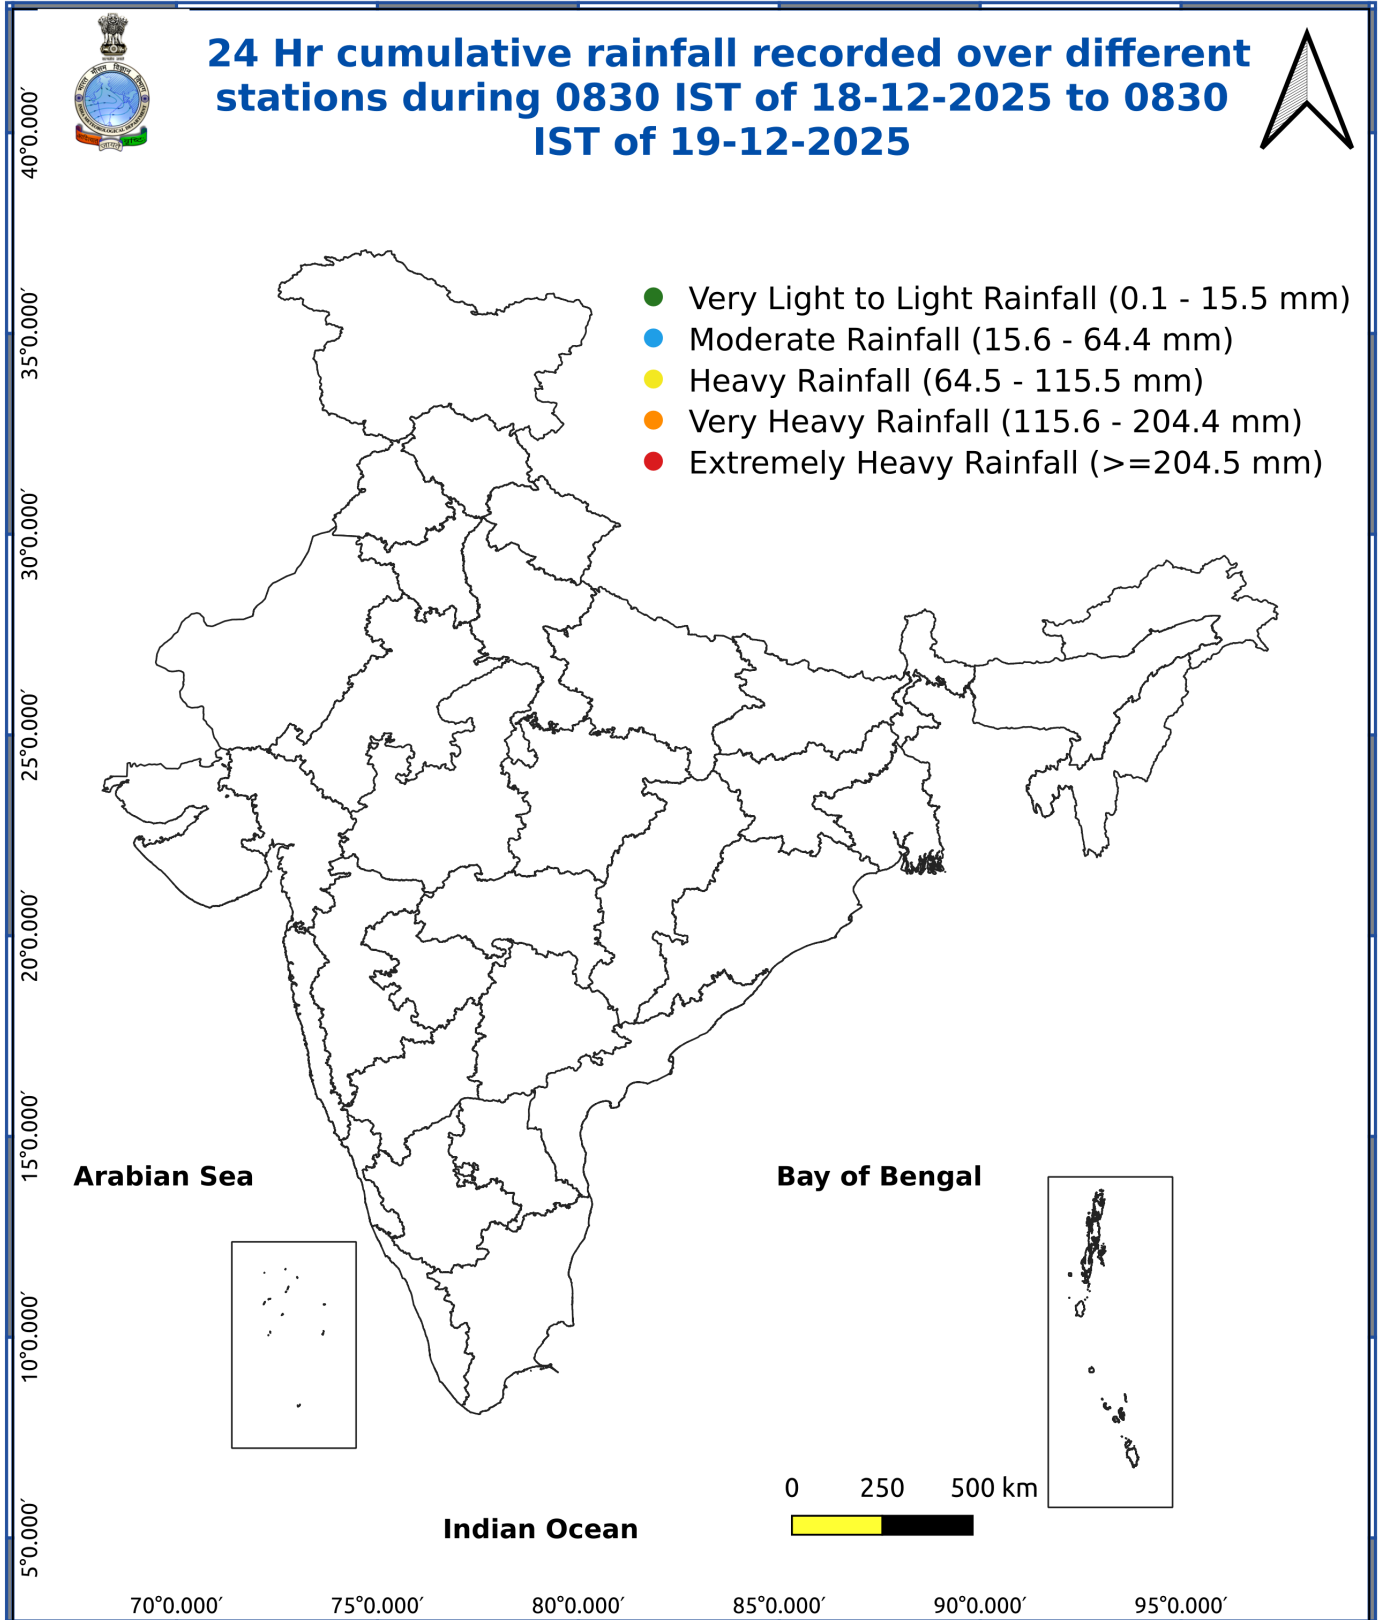 24 Hr cumulative rainfall recorded over different
stations during 0830 IST of 18-12-2025 to 0830
IST of 19-12-2025
Very Light to Light Rainfall (0.1 - 15.5 mm)
Moderate Rainfall (15.6 - 64.4 mm)
Heavy Rainfall (64.5 - 115.5 mm)
Very Heavy Rainfall (115.6 - 204.4 mm)
Extremely Heavy Rainfall (>=204.5 mm)
40°0.000′
35°0.000′
30°0.000′
25°0.000′
20°0.000′
15°0.000′
10°0.000′
5°0.000′
Arabian Sea
Bay of Bengal
Indian Ocean
0 250 500 km
70°0.000′ 75°0.000′ 80°0.000′ 85°0.000′ 90°0.000′ 95°0.000′